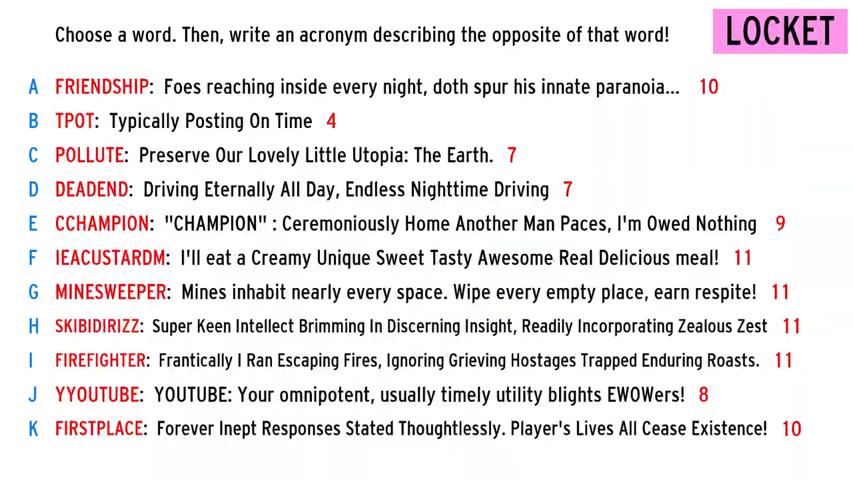 Choose a word. Then, write an acronym describing the opposite of that word!
LOCKET
A FRIENDSHIP: Foes reaching inside every night, doth spur his innate paranoia... 10
B TPOT: Typically Posting On Time 4
C POLLUTE: Preserve Our Lovely Little Utopia: The Earth. 7
D DEADEND: Driving Eternally All Day, Endless Nighttime Driving 7
E CCHAMPION: "CHAMPION" : Ceremoniously Home Another Man Paces, I'm Owed Nothing 9
F IEACUSTARDM: I'll eat a Creamy Unique Sweet Tasty Awesome Real Delicious meal! 11
G MINESWEEPER: Mines inhabit nearly every space. Wipe every empty place, earn respite! 11
H SKIBIDIRIZZ: Super Keen Intellect Brimming In Discerning Insight, Readily Incorporating Zealous Zest 11
I FIREFIGHTER: Frantically I Ran Escaping Fires, Ignoring Grieving Hostages Trapped Enduring Roasts. 11
J YYOUTUBE: YOUTUBE: Your omnipotent, usually timely utility blights EWOWers! 8
K FIRSTPLACE: Forever Inept Responses Stated Thoughtlessly. Player's Lives All Cease Existence! 10